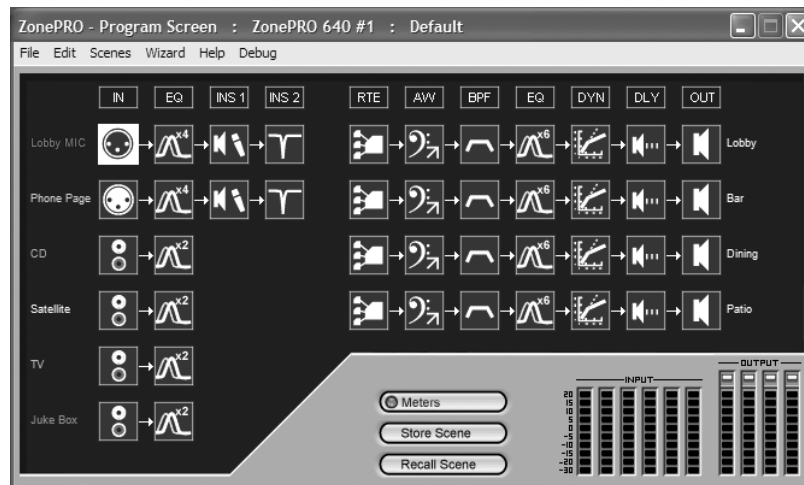 ZonePRO - Program Screen : ZonePRO 640 #1 : Default
File Edit Scenes Wizard Help Debug
IN EQ INS 1 INS 2 RTE AW BPF EQ DYN DLY OUT
Lobby MIC x4 x6 Lobby
Phone Page x4 x6 Bar
CD x2 x6 Dining
Satellite x2 x6 Patio
TV x2
Juke Box x2
OUTPUT
INPUT
Meters
Store Scene
Recall Scene
20
15
10
5
0
-5
-10
-15
-20
-30